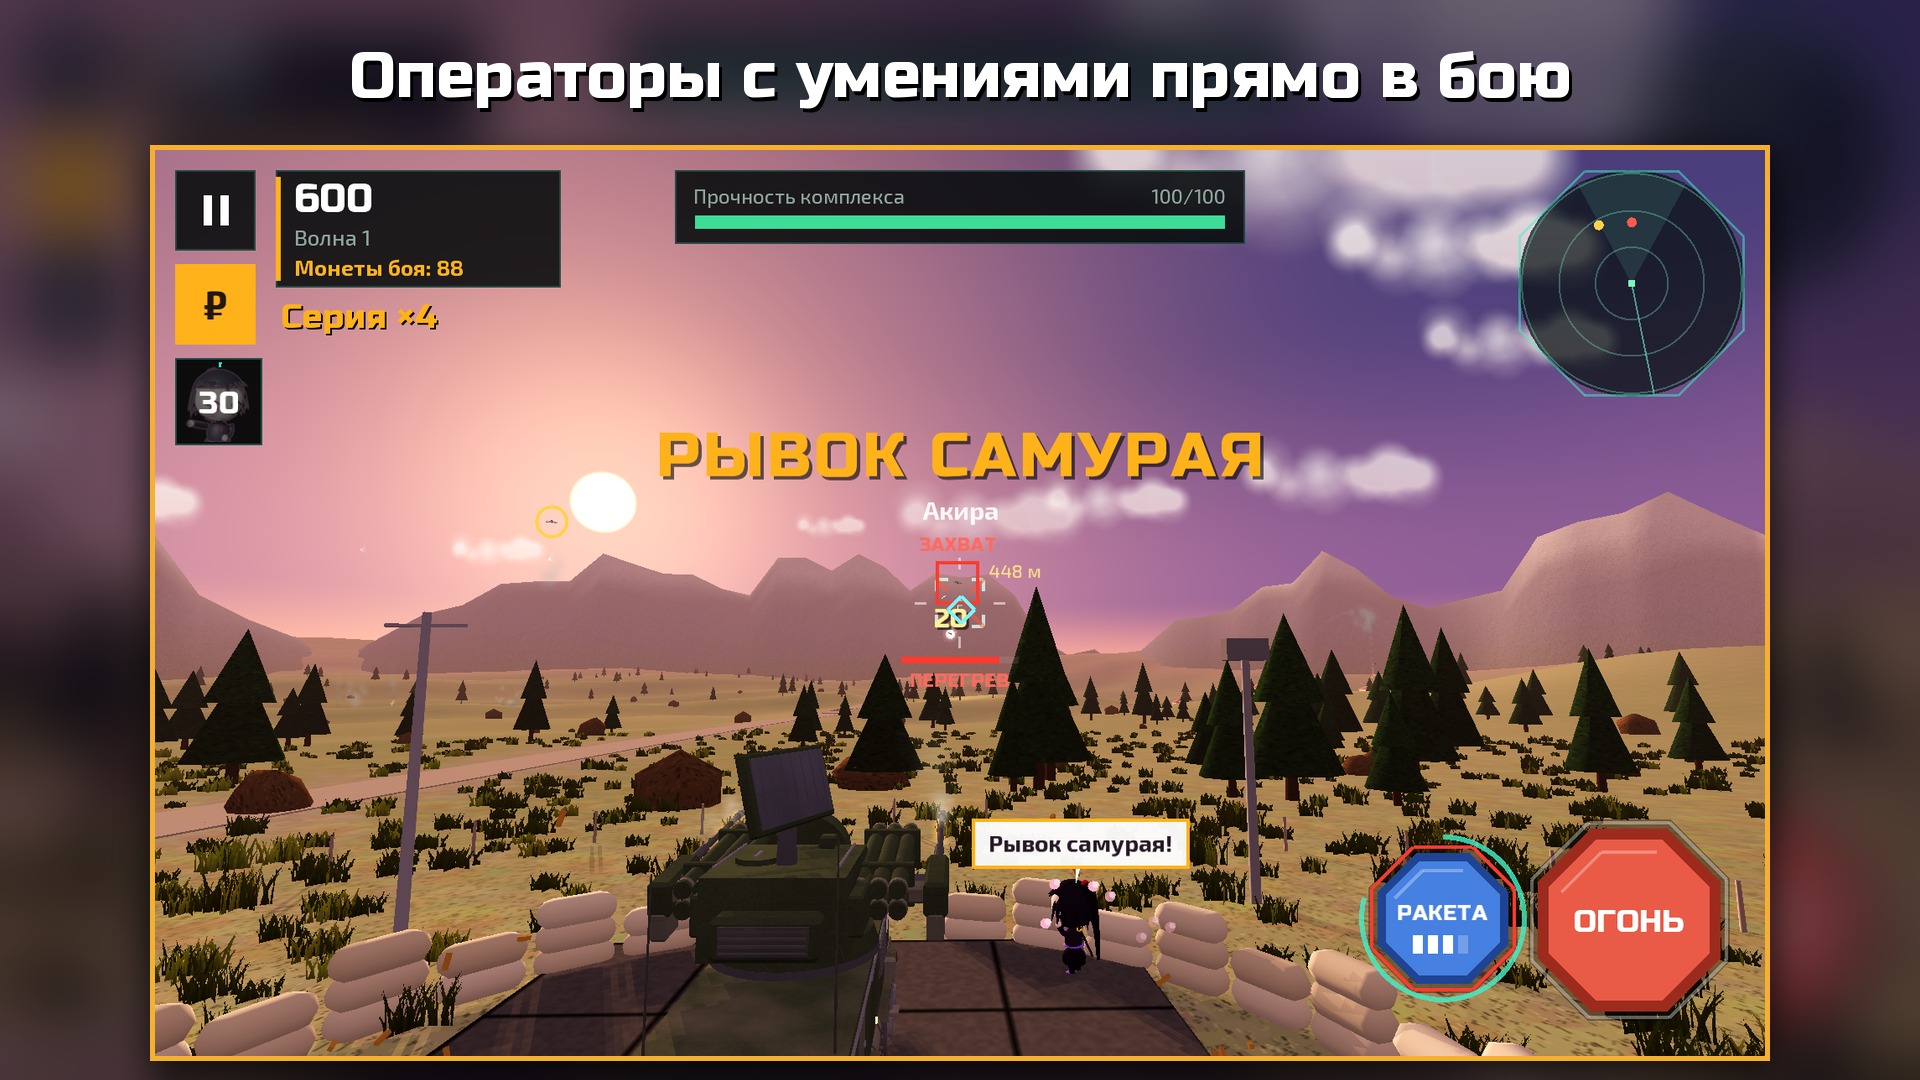 Операторы с умениями прямо в бою
600
Волна 1
Монеты боя: 88
Прочность комплекса 100/100
₽
Серия ×4
30
РЫВОК САМУРАЯ
Акира
ЗАХВАТ
448 м
20
ПЕРЕГРЕВ
Рывок самурая!
РАКЕТА
ОГОНЬ